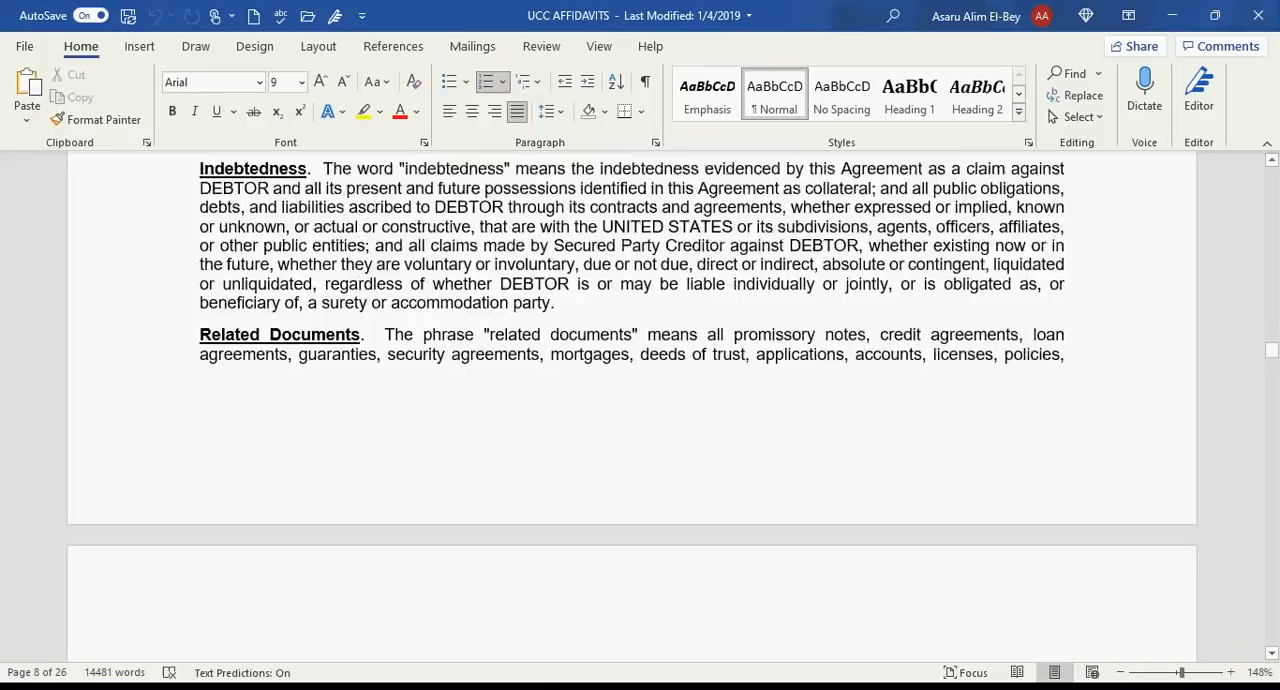 AutoSave On UCC AFFIDAVITS - Last Modified: 1/4/2019 Asaru Alim El-Bey AA
File Home Insert Draw Design Layout References Mailings Review View Help Share Comments
Paste Cut Copy Format Painter
Arial 9 Aa
AaBbCcD AaBbCcD AaBbCcD AaBb( AaBbC
Emphasis ¶ Normal No Spacing Heading 1 Heading 2
Find Replace Select
Dictate Editor
Clipboard Font Paragraph Styles Editing Voice Editor
Indebtedness. The word "indebtedness" means the indebtedness evidenced by this Agreement as a claim against
DEBTOR and all its present and future possessions identified in this Agreement as collateral; and all public obligations,
debts, and liabilities ascribed to DEBTOR through its contracts and agreements, whether expressed or implied, known
or unknown, or actual or constructive, that are with the UNITED STATES or its subdivisions, agents, officers, affiliates,
or other public entities; and all claims made by Secured Party Creditor against DEBTOR, whether existing now or in
the future, whether they are voluntary or involuntary, due or not due, direct or indirect, absolute or contingent, liquidated
or unliquidated, regardless of whether DEBTOR is or may be liable individually or jointly, or is obligated as, or
beneficiary of, a surety or accommodation party.
Related Documents. The phrase "related documents" means all promissory notes, credit agreements, loan
agreements, guaranties, security agreements, mortgages, deeds of trust, applications, accounts, licenses, policies,
Page 8 of 26 14481 words Text Predictions: On Focus 148%